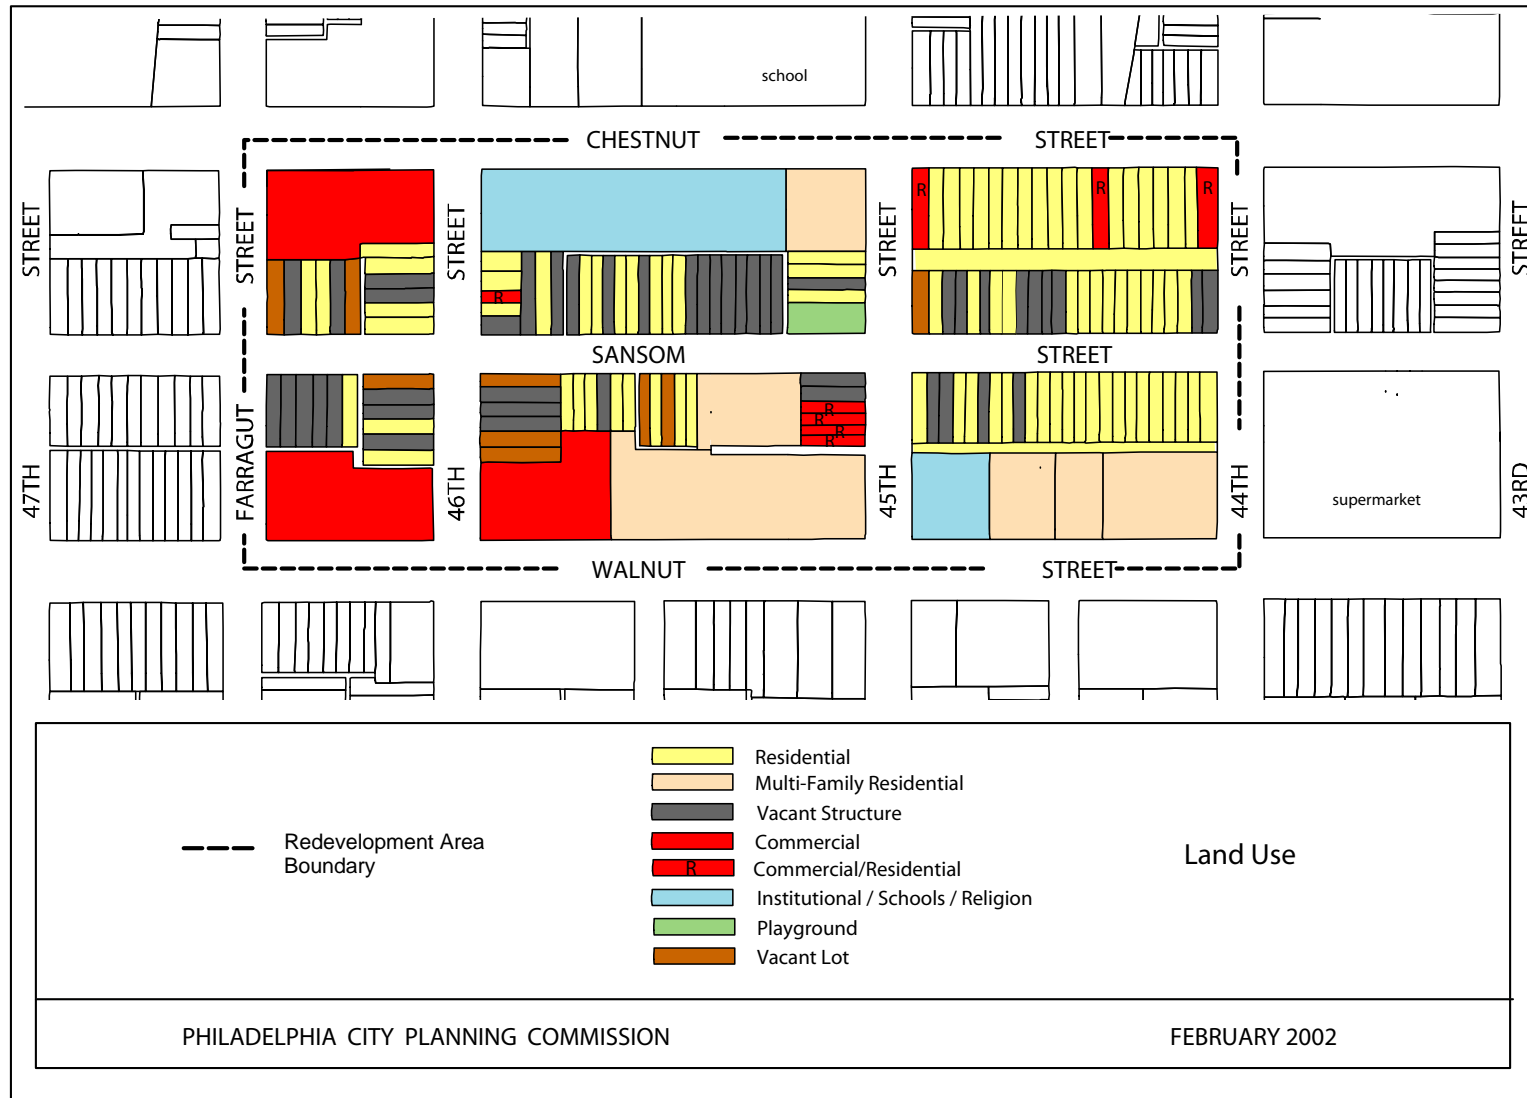 school
CHESTNUT STREET
STREET STREET STREET STREET STREET STREET
R R R
R
SANSOM STREET
R
R
R
R
47TH FARRAGUT 46TH 45TH 44TH 43RD
supermarket
WALNUT STREET
Residential
Multi-Family Residential
Vacant Structure
Commercial
R Commercial/Residential
Institutional / Schools / Religion
Playground
Vacant Lot
Redevelopment Area
Boundary
Land Use
PHILADELPHIA CITY PLANNING COMMISSION
FEBRUARY 2002